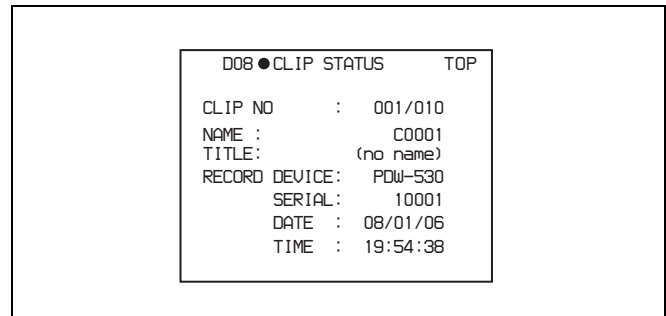 D08●CLIP STATUS TOP
CLIP NO : 001/010
NAME : C0001
TITLE: (no name)
RECORD DEVICE: PDW-530
SERIAL: 10001
DATE : 08/01/06
TIME : 19:54:38